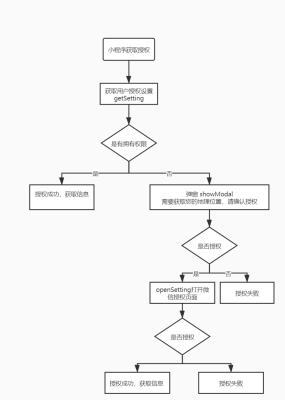 小程序获取授权
获取用户授权设置
getSetting
是有拥有权限
是
否
授权成功、获取信息
弹窗 showModal
需要获取您的地理位置、请确认授权
是否授权
是
否
openSetting打开微
信授权页面
授权失败
是否授权
授权成功、获取信息
授权失败